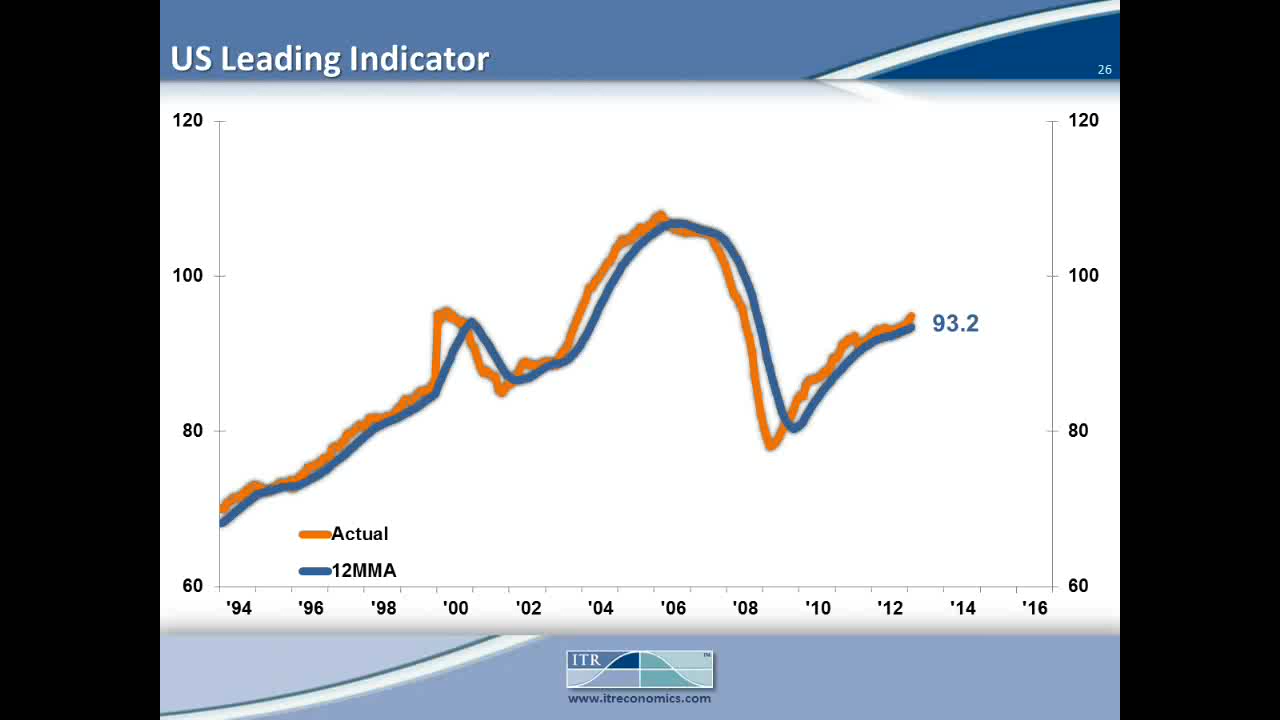 US Leading Indicator
26
120
120
100
100
93.2
80
80
Actual
12MMA
60
60
'94 '96 '98 '00 '02 '04 '06 '08 '10 '12 '14 '16
ITR ™
www.itreconomics.com